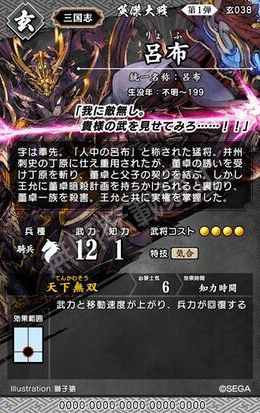 玄
三国志
英傑大戦
第1弾
玄038
りょふ
呂布
統一名称:呂布
生没年:不明~199
「我に敵無し。
貴様の武を見せてみろ……!!」
字は奉先。「人中の呂布」と称された猛将。并州
刺史の丁原に仕え重用されたが、董卓の誘いを受
け丁原を斬り、董卓と父子の契りを結ぶ。しかし
王允に董卓暗殺計画を持ちかけられると裏切り、
董卓一族を殺害。王允と共に実権を掌握した。
兵種 武力 知力 武将コスト
騎兵 12 1 特技 気合
てんかむそう 必要士気 効果時間
天下無双 6 知力時間
効果範囲
武力と移動速度が上がり、兵力が回復する
Illustration:獅子猿 ©SEGA
0000-0000-0000-0000-0000